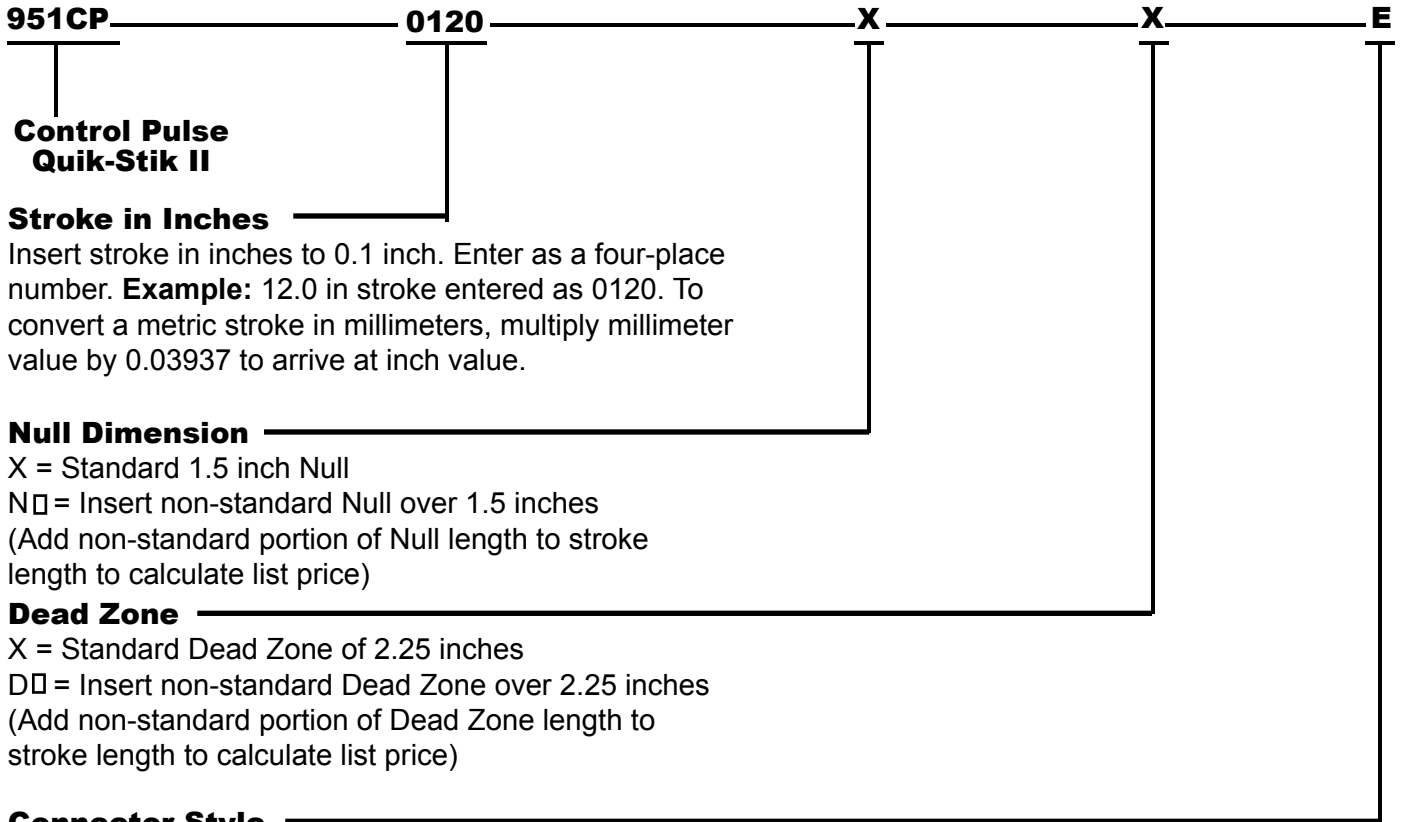 951CP 0120 X X E
Control Pulse
Quik-Stik II
Stroke in Inches
Insert stroke in inches to 0.1 inch. Enter as a four-place
number. Example: 12.0 in stroke entered as 0120. To
convert a metric stroke in millimeters, multiply millimeter
value by 0.03937 to arrive at inch value.
Null Dimension
X = Standard 1.5 inch Null
N▯ = Insert non-standard Null over 1.5 inches
(Add non-standard portion of Null length to stroke
length to calculate list price)
Dead Zone
X = Standard Dead Zone of 2.25 inches
D▯ = Insert non-standard Dead Zone over 2.25 inches
(Add non-standard portion of Dead Zone length to
stroke length to calculate list price)
Connector Style